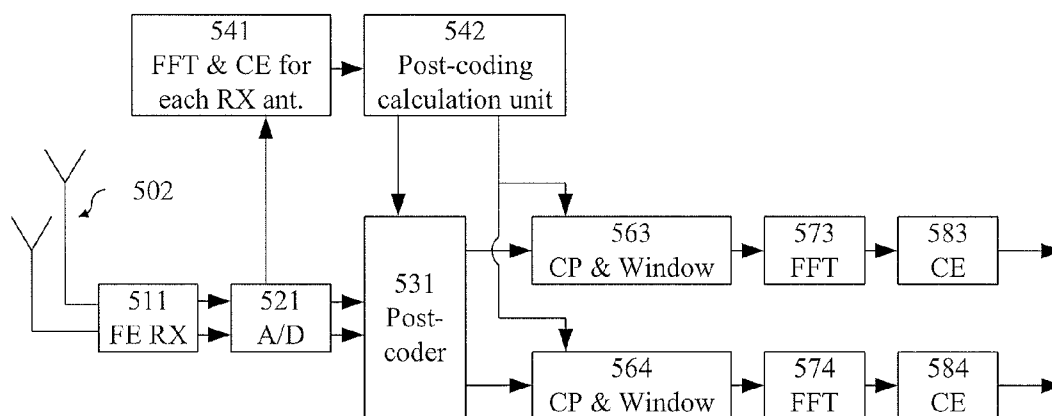 541
FFT & CE for
each RX ant.
542
Post-coding
calculation unit
502
511
FE RX
521
A/D
531
Post-
coder
563
CP & Window
573
FFT
583
CE
564
CP & Window
574
FFT
584
CE